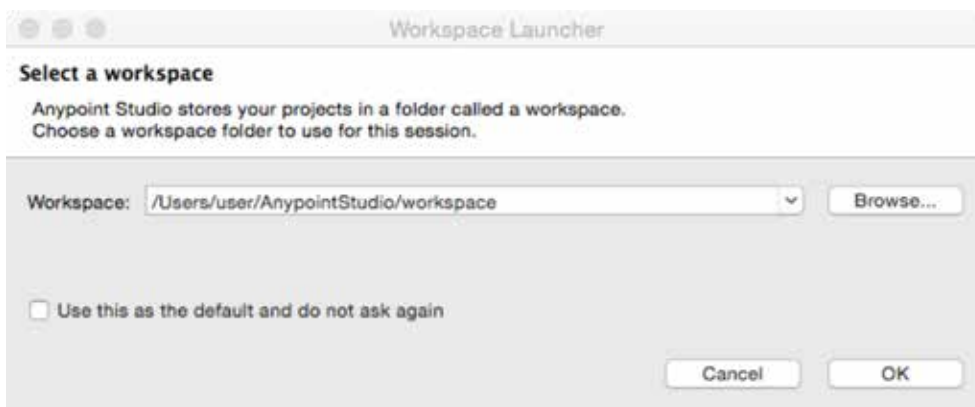 Workspace Launcher
Select a workspace
Anypoint Studio stores your projects in a folder called a workspace.
Choose a workspace folder to use for this session.
Workspace: /Users/user/AnypointStudio/workspace Browse...
Use this as the default and do not ask again
Cancel OK